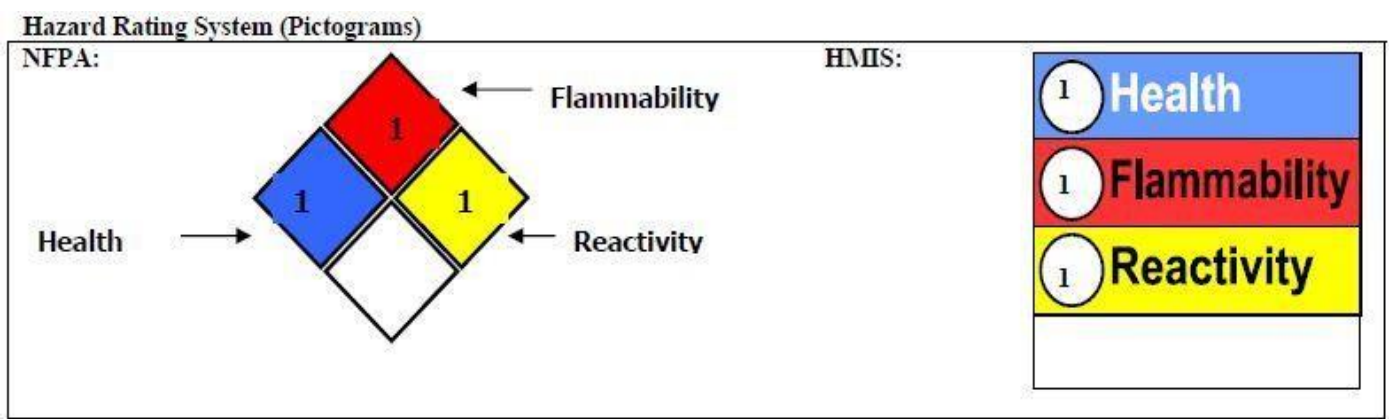 Hazard Rating System (Pictograms)
NFPA:
HMIS:
1
Flammability
1
1
Health
Reactivity
1 Health
1 Flammability
1 Reactivity